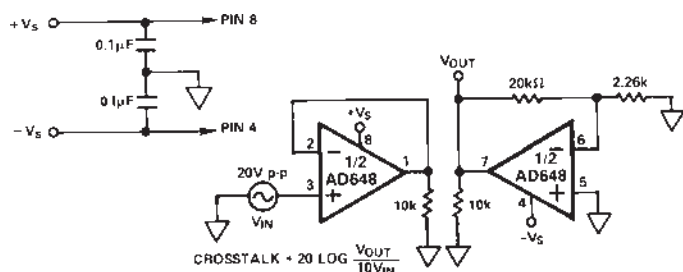 +VS
PIN 8
0.1µF
0.1µF
−VS
PIN 4
VOUT
20kΩ
2.26k
+VS
2
8
−
1/2
AD648
1
3
+
20V p-p
VIN
10k
10k
7
6
−
1/2
AD648
+
5
4
−VS
CROSSTALK + 20 LOG VOUT
10VIN